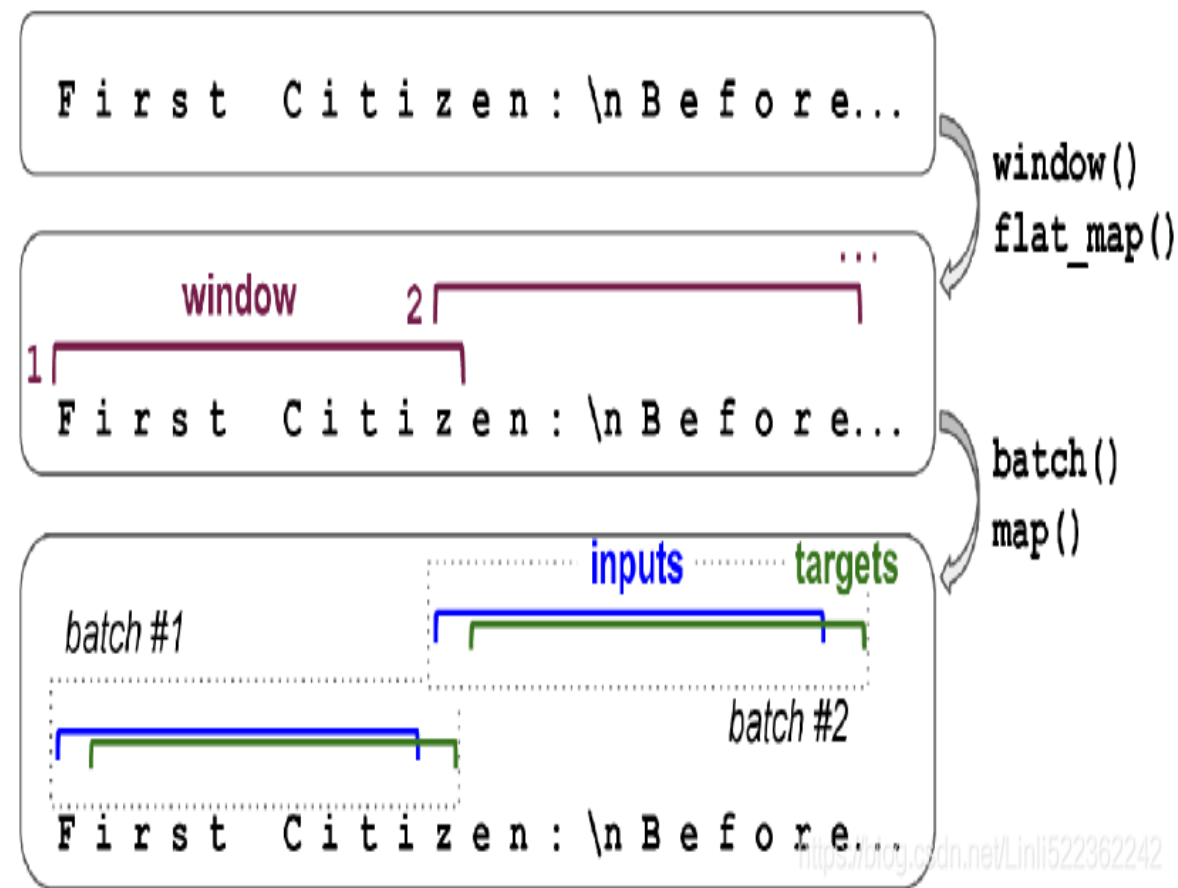 First Citizen:\nBefore...
window()
flat_map()
...
window
2
1
First Citizen:\nBefore...
batch()
map()
inputs targets
batch #1
batch #2
First Citizen:\nBefore...
https://blog.csdn.net/Linli522362242